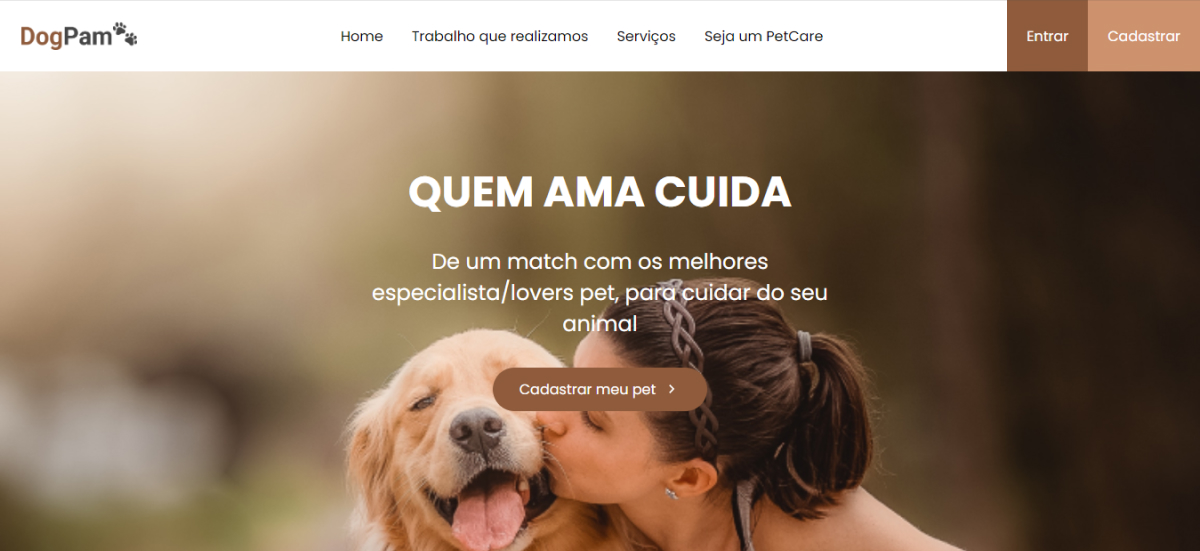 DogPam
Home
Trabalho que realizamos
Serviços
Seja um PetCare
Entrar
Cadastrar
QUEM AMA CUIDA
De um match com os melhores
especialista/lovers pet, para cuidar do seu
animal
Cadastrar meu pet